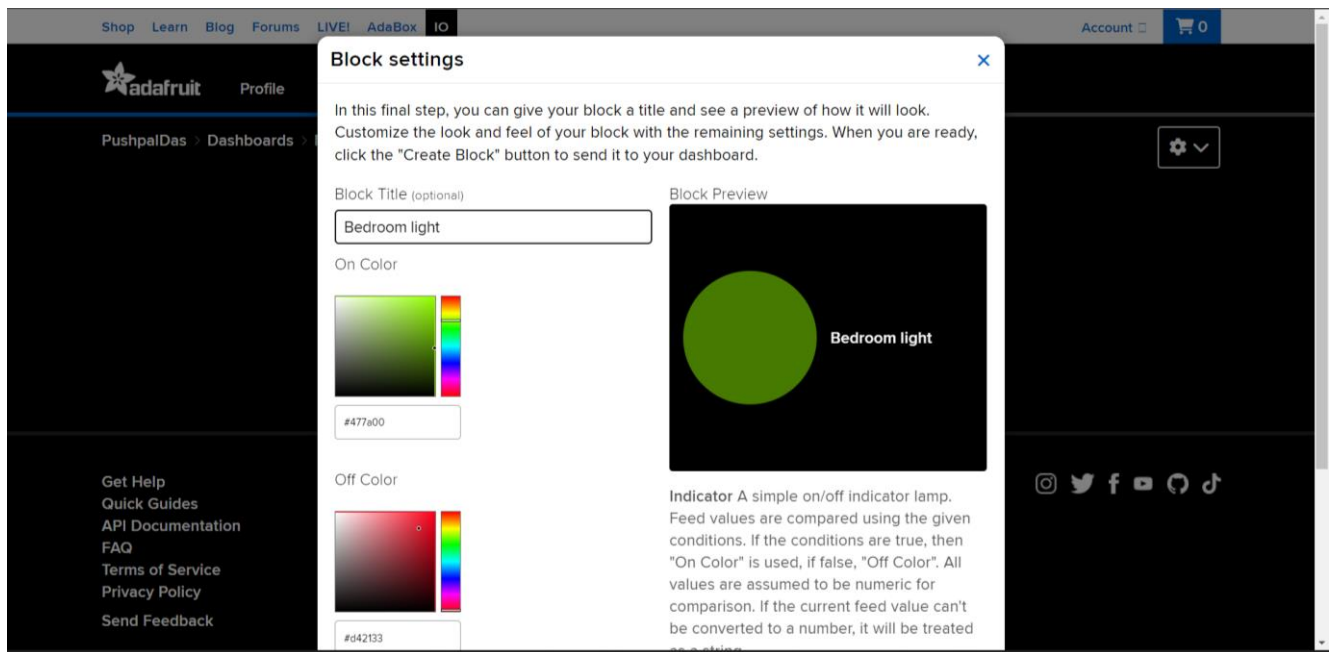 Shop Learn Blog Forums LIVE! AdaBox IO Account 0
Block settings
adafruit Profile
In this final step, you can give your block a title and see a preview of how it will look.
Customize the look and feel of your block with the remaining settings. When you are ready,
click the "Create Block" button to send it to your dashboard.
PushpalDas > Dashboards >
Block Title (optional)
Bedroom light
On Color
#477a00
Off Color
#d42133
Block Preview
Bedroom light
Indicator A simple on/off indicator lamp.
Feed values are compared using the given
conditions. If the conditions are true, then
"On Color" is used, if false, "Off Color". All
values are assumed to be numeric for
comparison. If the current feed value can't
be converted to a number, it will be treated
as a string.
Get Help
Quick Guides
API Documentation
FAQ
Terms of Service
Privacy Policy
Send Feedback